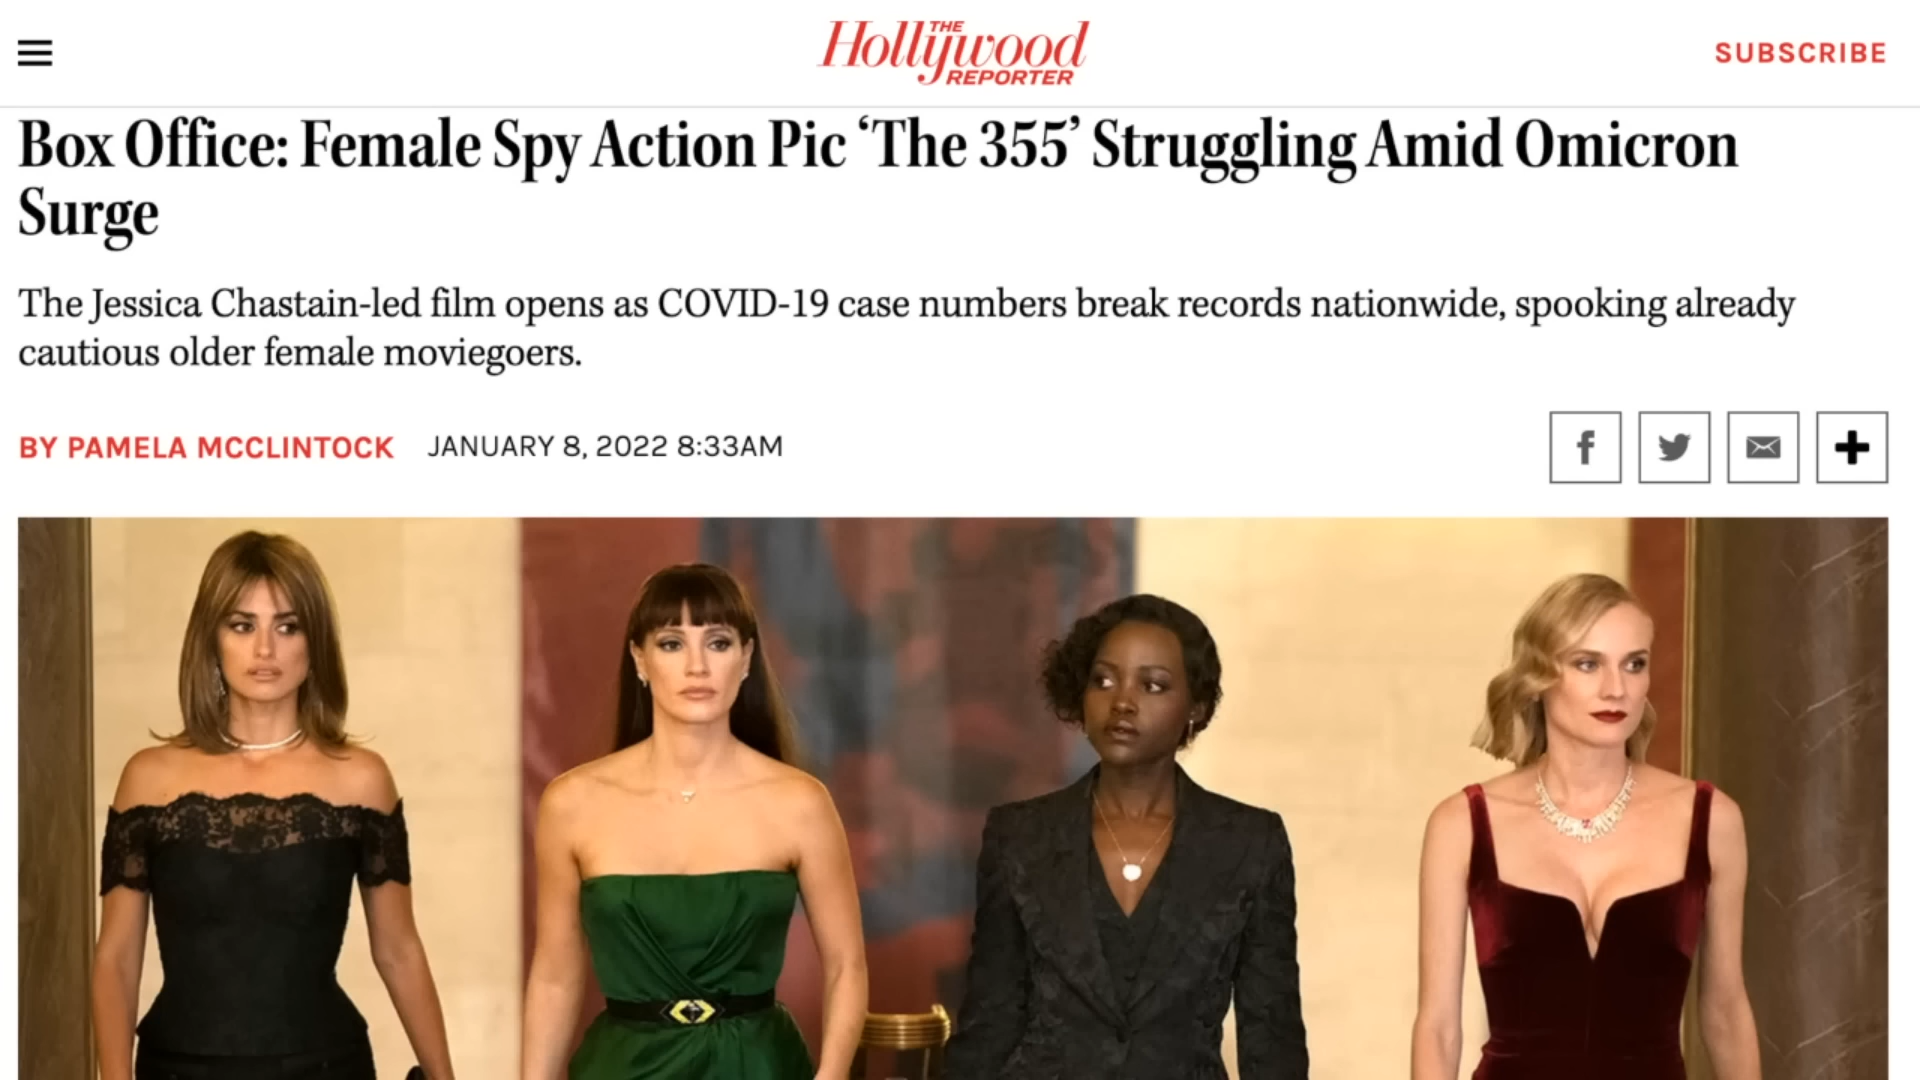 THE
Hollywood
REPORTER
SUBSCRIBE
Box Office: Female Spy Action Pic ‘The 355’ Struggling Amid Omicron
Surge
The Jessica Chastain-led film opens as COVID-19 case numbers break records nationwide, spooking already
cautious older female moviegoers.
BY PAMELA MCCLINTOCK JANUARY 8, 2022 8:33AM